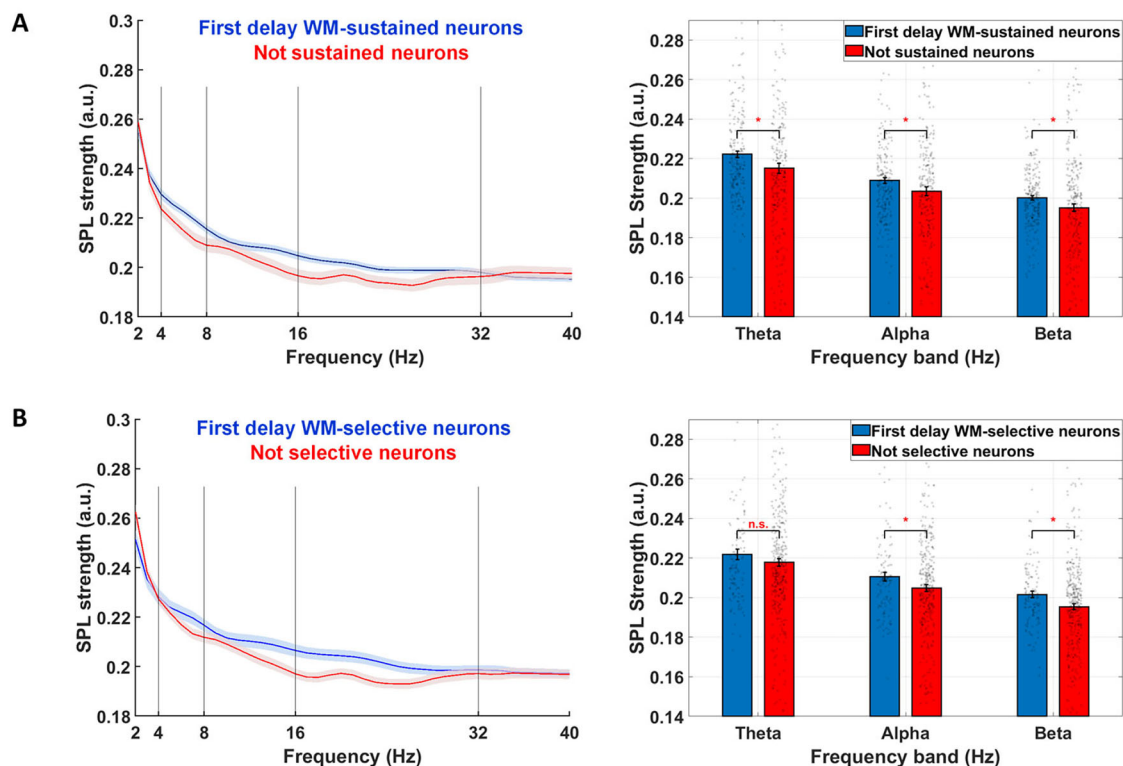 A
First delay WM-sustained neurons
Not sustained neurons
SPL strength (a.u.)
0.3
0.28
0.26
0.24
0.22
0.2
0.18
2 4 8 16 32 40
Frequency (Hz)
First delay WM-sustained neurons
Not sustained neurons
SPL Strength (a.u.)
0.28
0.26
0.24
0.22
0.2
0.18
0.16
0.14
* * *
Theta Alpha Beta
Frequency band (Hz)
B
First delay WM-selective neurons
Not selective neurons
SPL strength (a.u.)
0.3
0.28
0.26
0.24
0.22
0.2
0.18
2 4 8 16 32 40
Frequency (Hz)
First delay WM-selective neurons
Not selective neurons
SPL Strength (a.u.)
0.28
0.26
0.24
0.22
0.2
0.18
0.16
0.14
n.s. * *
Theta Alpha Beta
Frequency band (Hz)